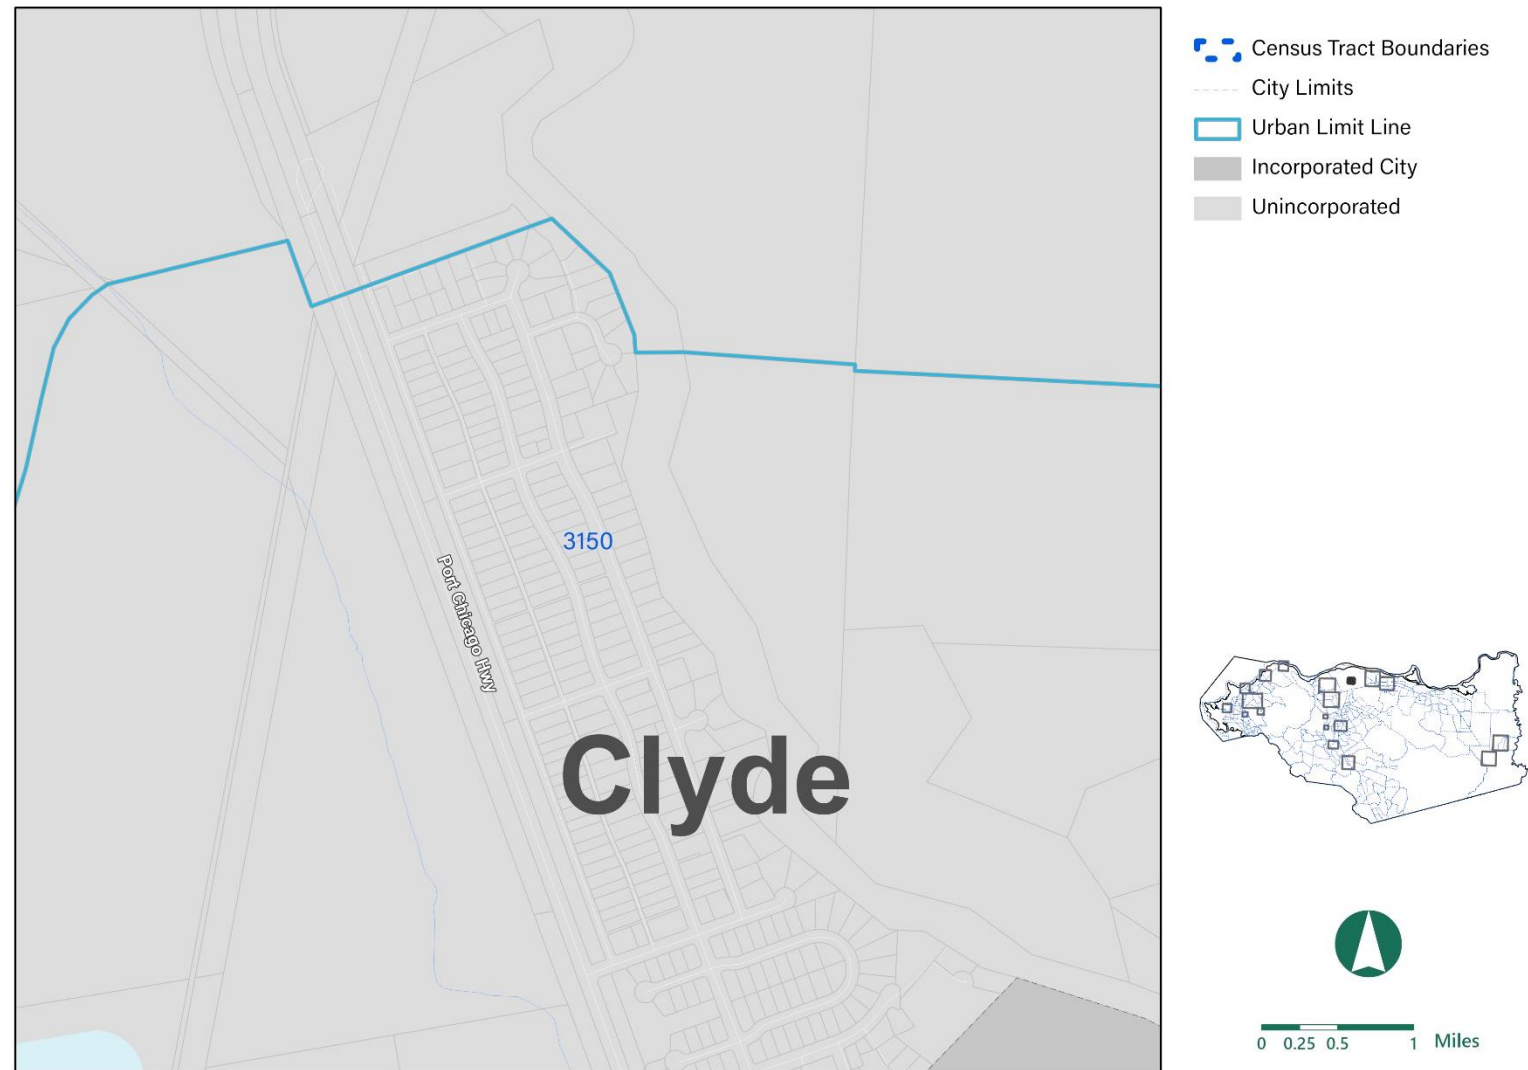 Census Tract Boundaries
City Limits
Urban Limit Line
Incorporated City
Unincorporated
3150
Port Chicago Hwy
Clyde
0 0.25 0.5 1 Miles